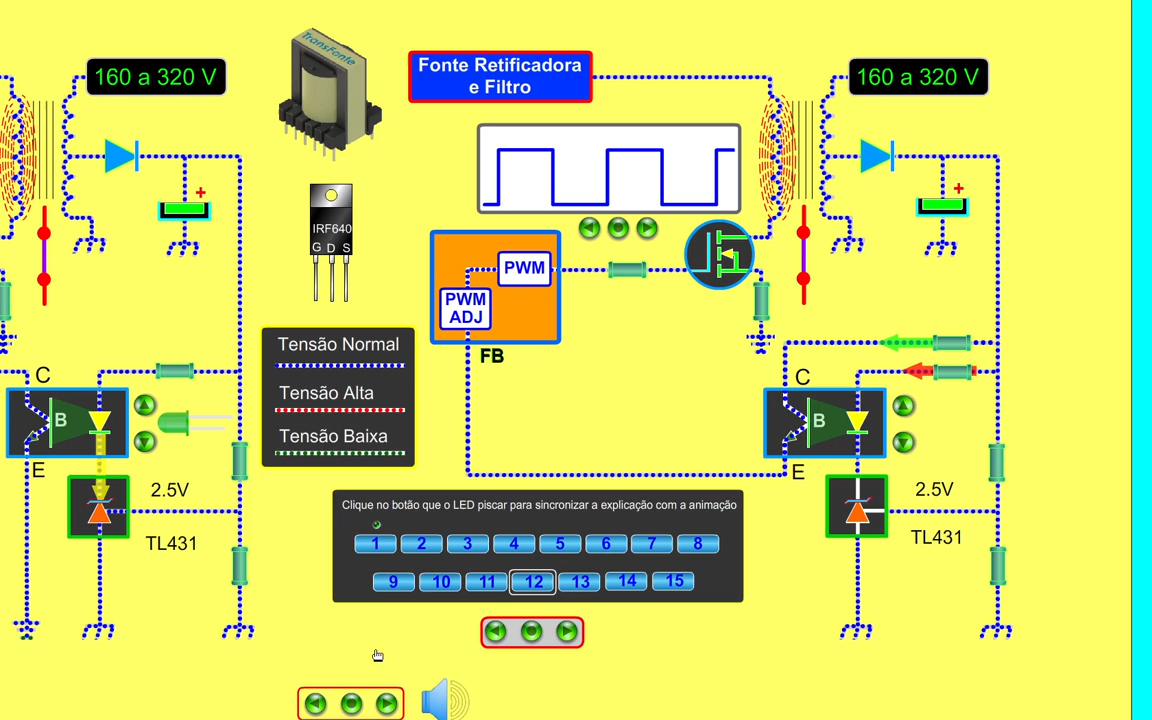 TransFonte
160 a 320 V
Fonte Retificadora
e Filtro
160 a 320 V
IRF640
G D S
PWM
PWM
ADJ
FB
Tensão Normal
Tensão Alta
Tensão Baixa
C
B
E
2.5V
TL431
C
B
E
2.5V
TL431
Clique no botão que o LED piscar para sincronizar a explicação com a animação
1 2 3 4 5 6 7 8
9 10 11 12 13 14 15